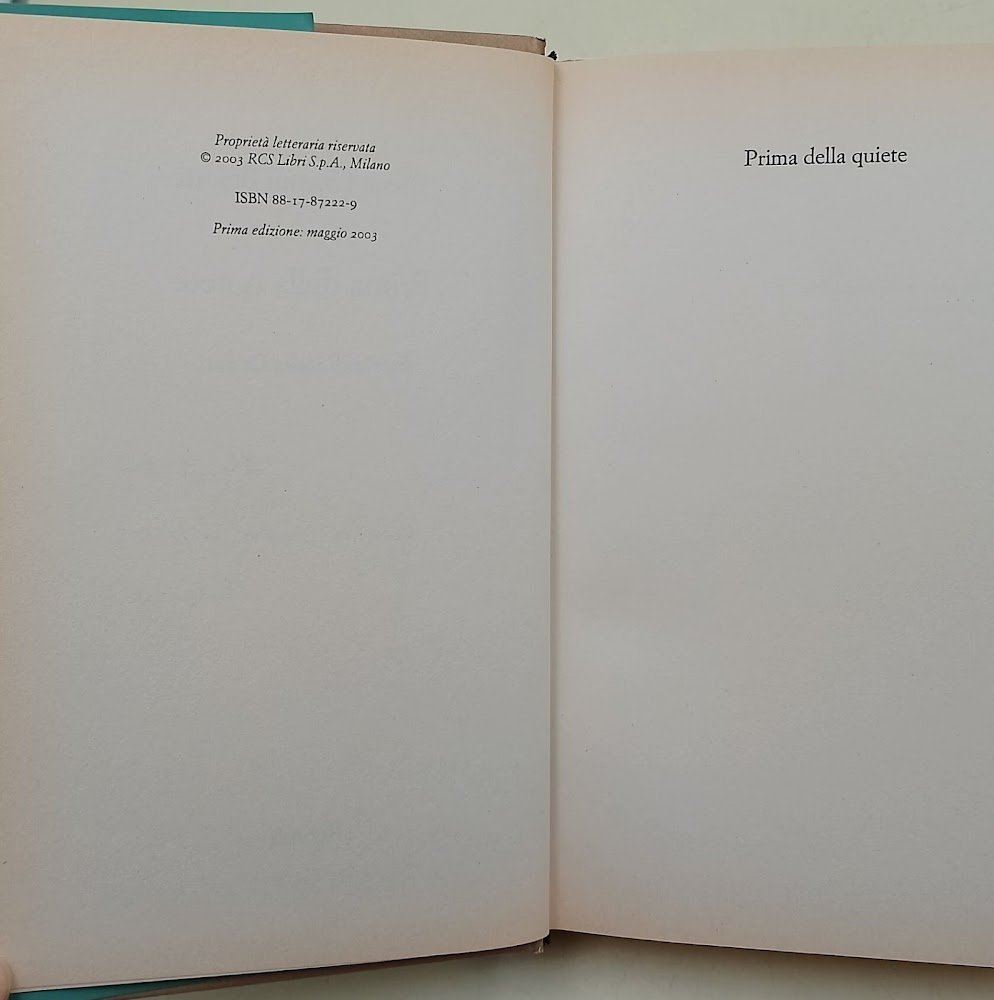 Proprietà letteraria riservata
© 2003 RCS Libri S.p.A., Milano
ISBN 88-17-87222-9
Prima edizione: maggio 2003
Prima della quiete